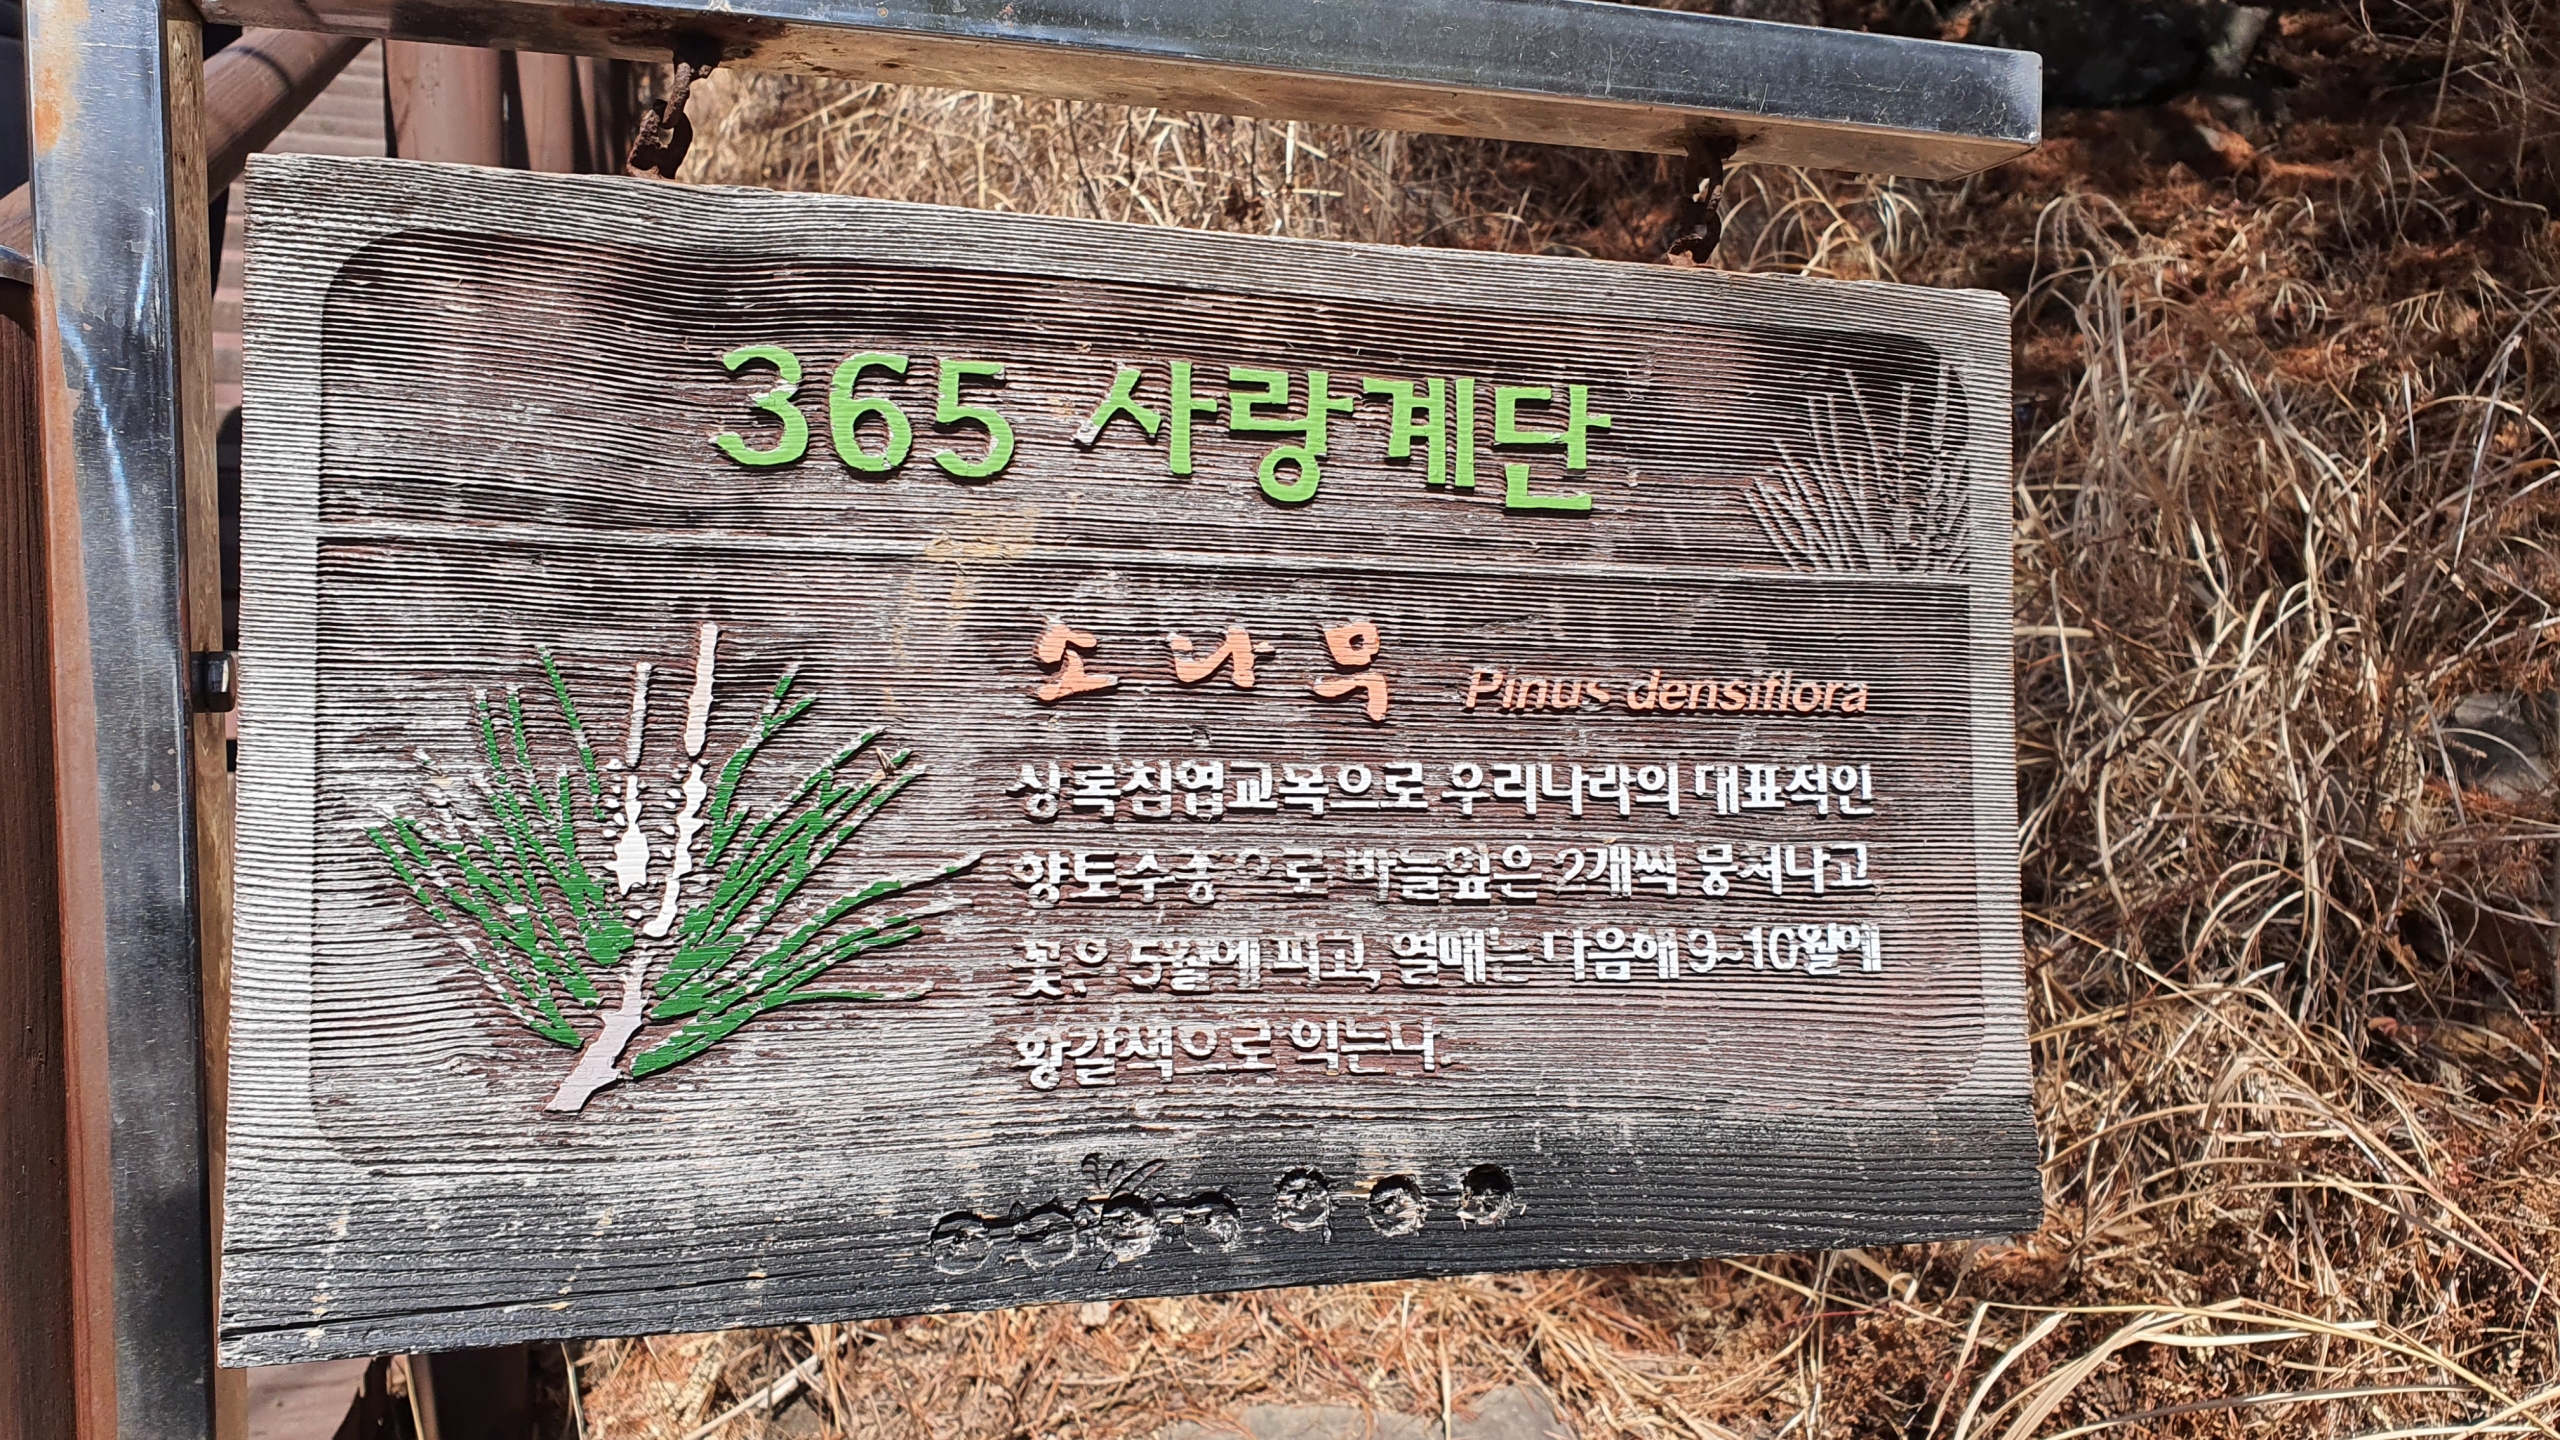 365 사랑계단
소나무 Pinus densiflora
상록침엽교목으로 우리나라의 대표적인
향토수종으로 바늘잎은 2개씩 뭉쳐나고
꽃은 5월에 피고, 열매는 다음해 9~10월에
황갈색으로 익는다.